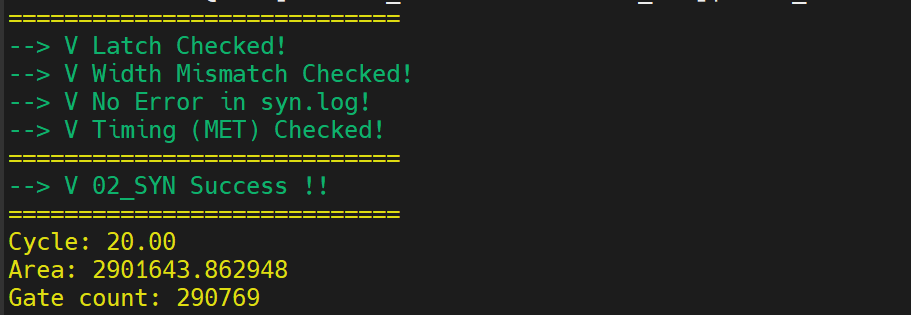 ============================
--> V Latch Checked!
--> V Width Mismatch Checked!
--> V No Error in syn.log!
--> V Timing (MET) Checked!
============================
--> V 02_SYN Success !!
============================
Cycle: 20.00
Area: 2901643.862948
Gate count: 290769